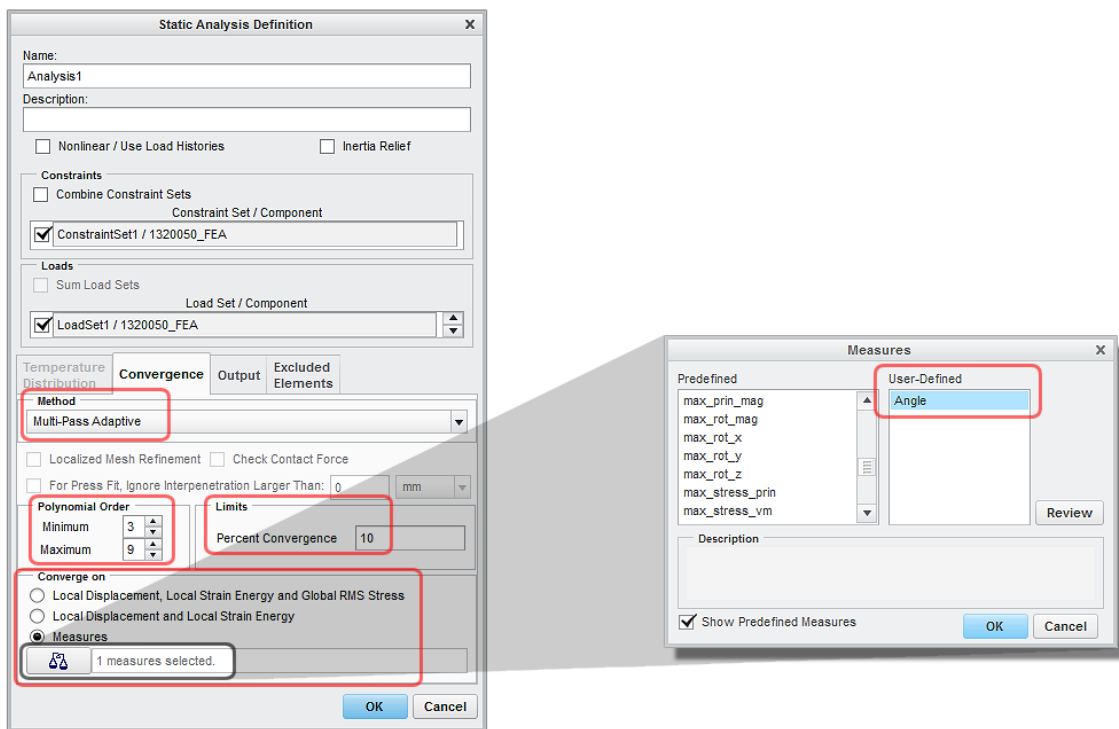 Static Analysis Definition
X
Name:
Analysis1
Description:
Nonlinear / Use Load Histories
Inertia Relief
Constraints
Combine Constraint Sets
Constraint Set / Component
ConstraintSet1 / 1320050_FEA
Loads
Sum Load Sets
Load Set / Component
LoadSet1 / 1320050_FEA
Temperature Distribution
Convergence
Output
Excluded Elements
Method
Multi-Pass Adaptive
Localized Mesh Refinement
Check Contact Force
For Press Fit, Ignore Interpenetration Larger Than: 0 mm
Polynomial Order
Minimum 3
Maximum 9
Limits
Percent Convergence 10
Converge on
Local Displacement, Local Strain Energy and Global RMS Stress
Local Displacement and Local Strain Energy
Measures
1 measures selected.
OK
Cancel
Measures
X
Predefined
max_prin_mag
max_rot_mag
max_rot_x
max_rot_y
max_rot_z
max_stress_prin
max_stress_vm
User-Defined
Angle
Review
Description
Show Predefined Measures
OK
Cancel